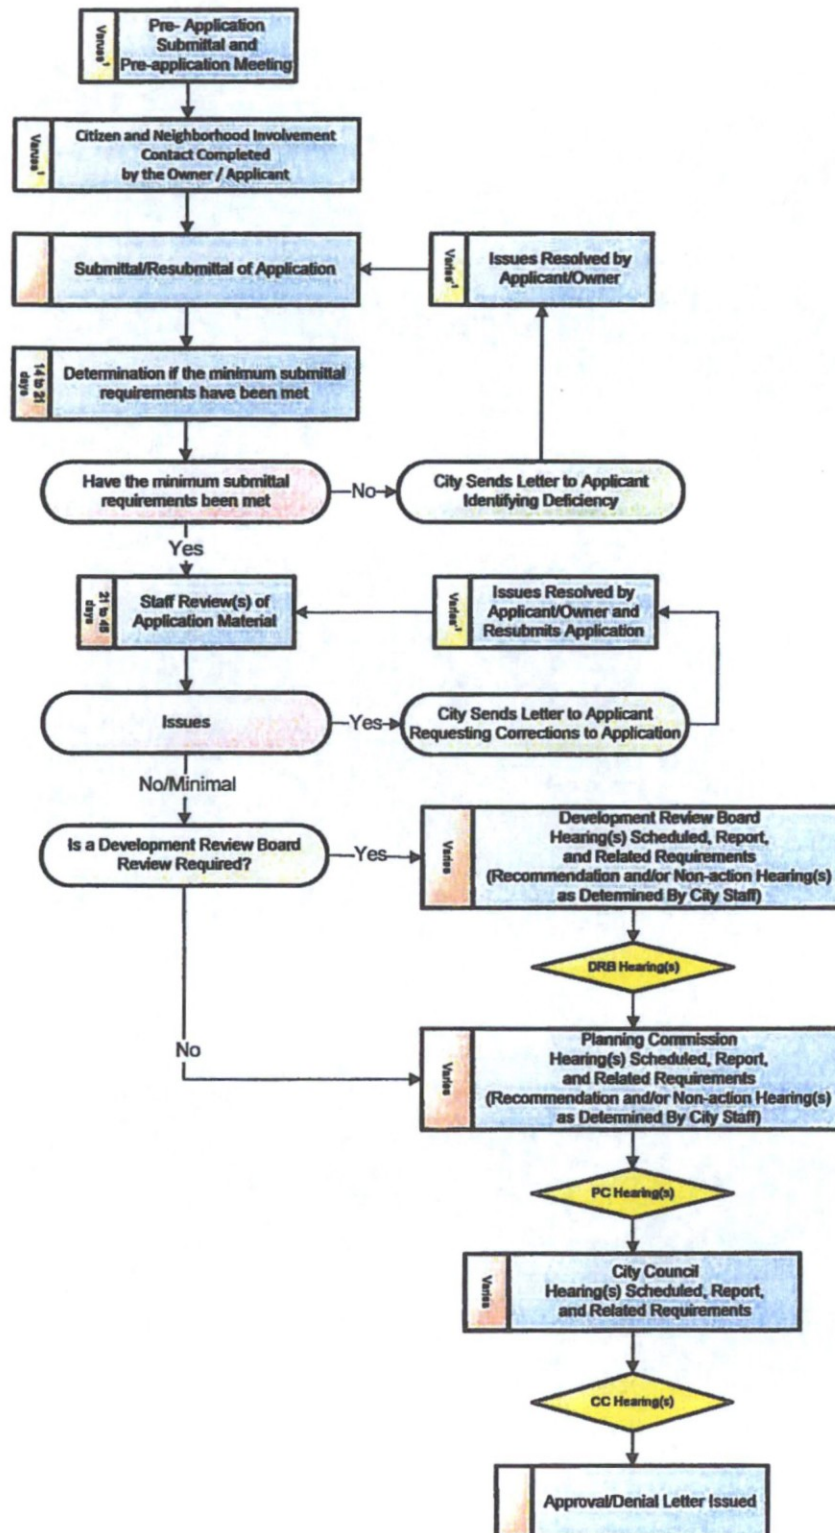 Pre- Application
Submittal and
Pre-application Meeting
Varies¹
Citizen and Neighborhood Involvement
Contact Completed
by the Owner / Applicant
Varies¹
Submittal/Resubmittal of Application
Issues Resolved by
Applicant/Owner
Varies¹
Determination if the minimum submittal
requirements have been met
14 to 21
days
Have the minimum submittal
requirements been met
No
City Sends Letter to Applicant
Identifying Deficiency
Yes
Staff Review(s) of
Application Material
21 to 45
days
Issues Resolved by
Applicant/Owner and
Resubmits Application
Varies¹
Issues
Yes
City Sends Letter to Applicant
Requesting Corrections to Application
No/Minimal
Is a Development Review Board
Review Required?
Yes
Development Review Board
Hearing(s) Scheduled, Report,
and Related Requirements
(Recommendation and/or Non-action Hearing(s)
as Determined By City Staff)
Varies
DRB Hearing(s)
No
Planning Commission
Hearing(s) Scheduled, Report,
and Related Requirements
(Recommendation and/or Non-action Hearing(s)
as Determined By City Staff)
Varies
PC Hearing(s)
City Council
Hearing(s) Scheduled, Report,
and Related Requirements
Varies
CC Hearing(s)
Approval/Denial Letter Issued